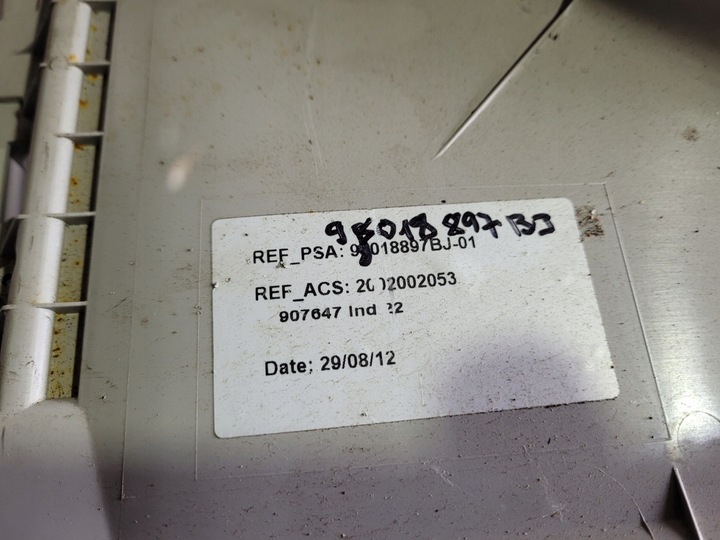 98018897BJ
REF_PSA: 98018897BJ-01
REF_ACS: 2002002053
907647 Ind 22
Date: 29/08/12